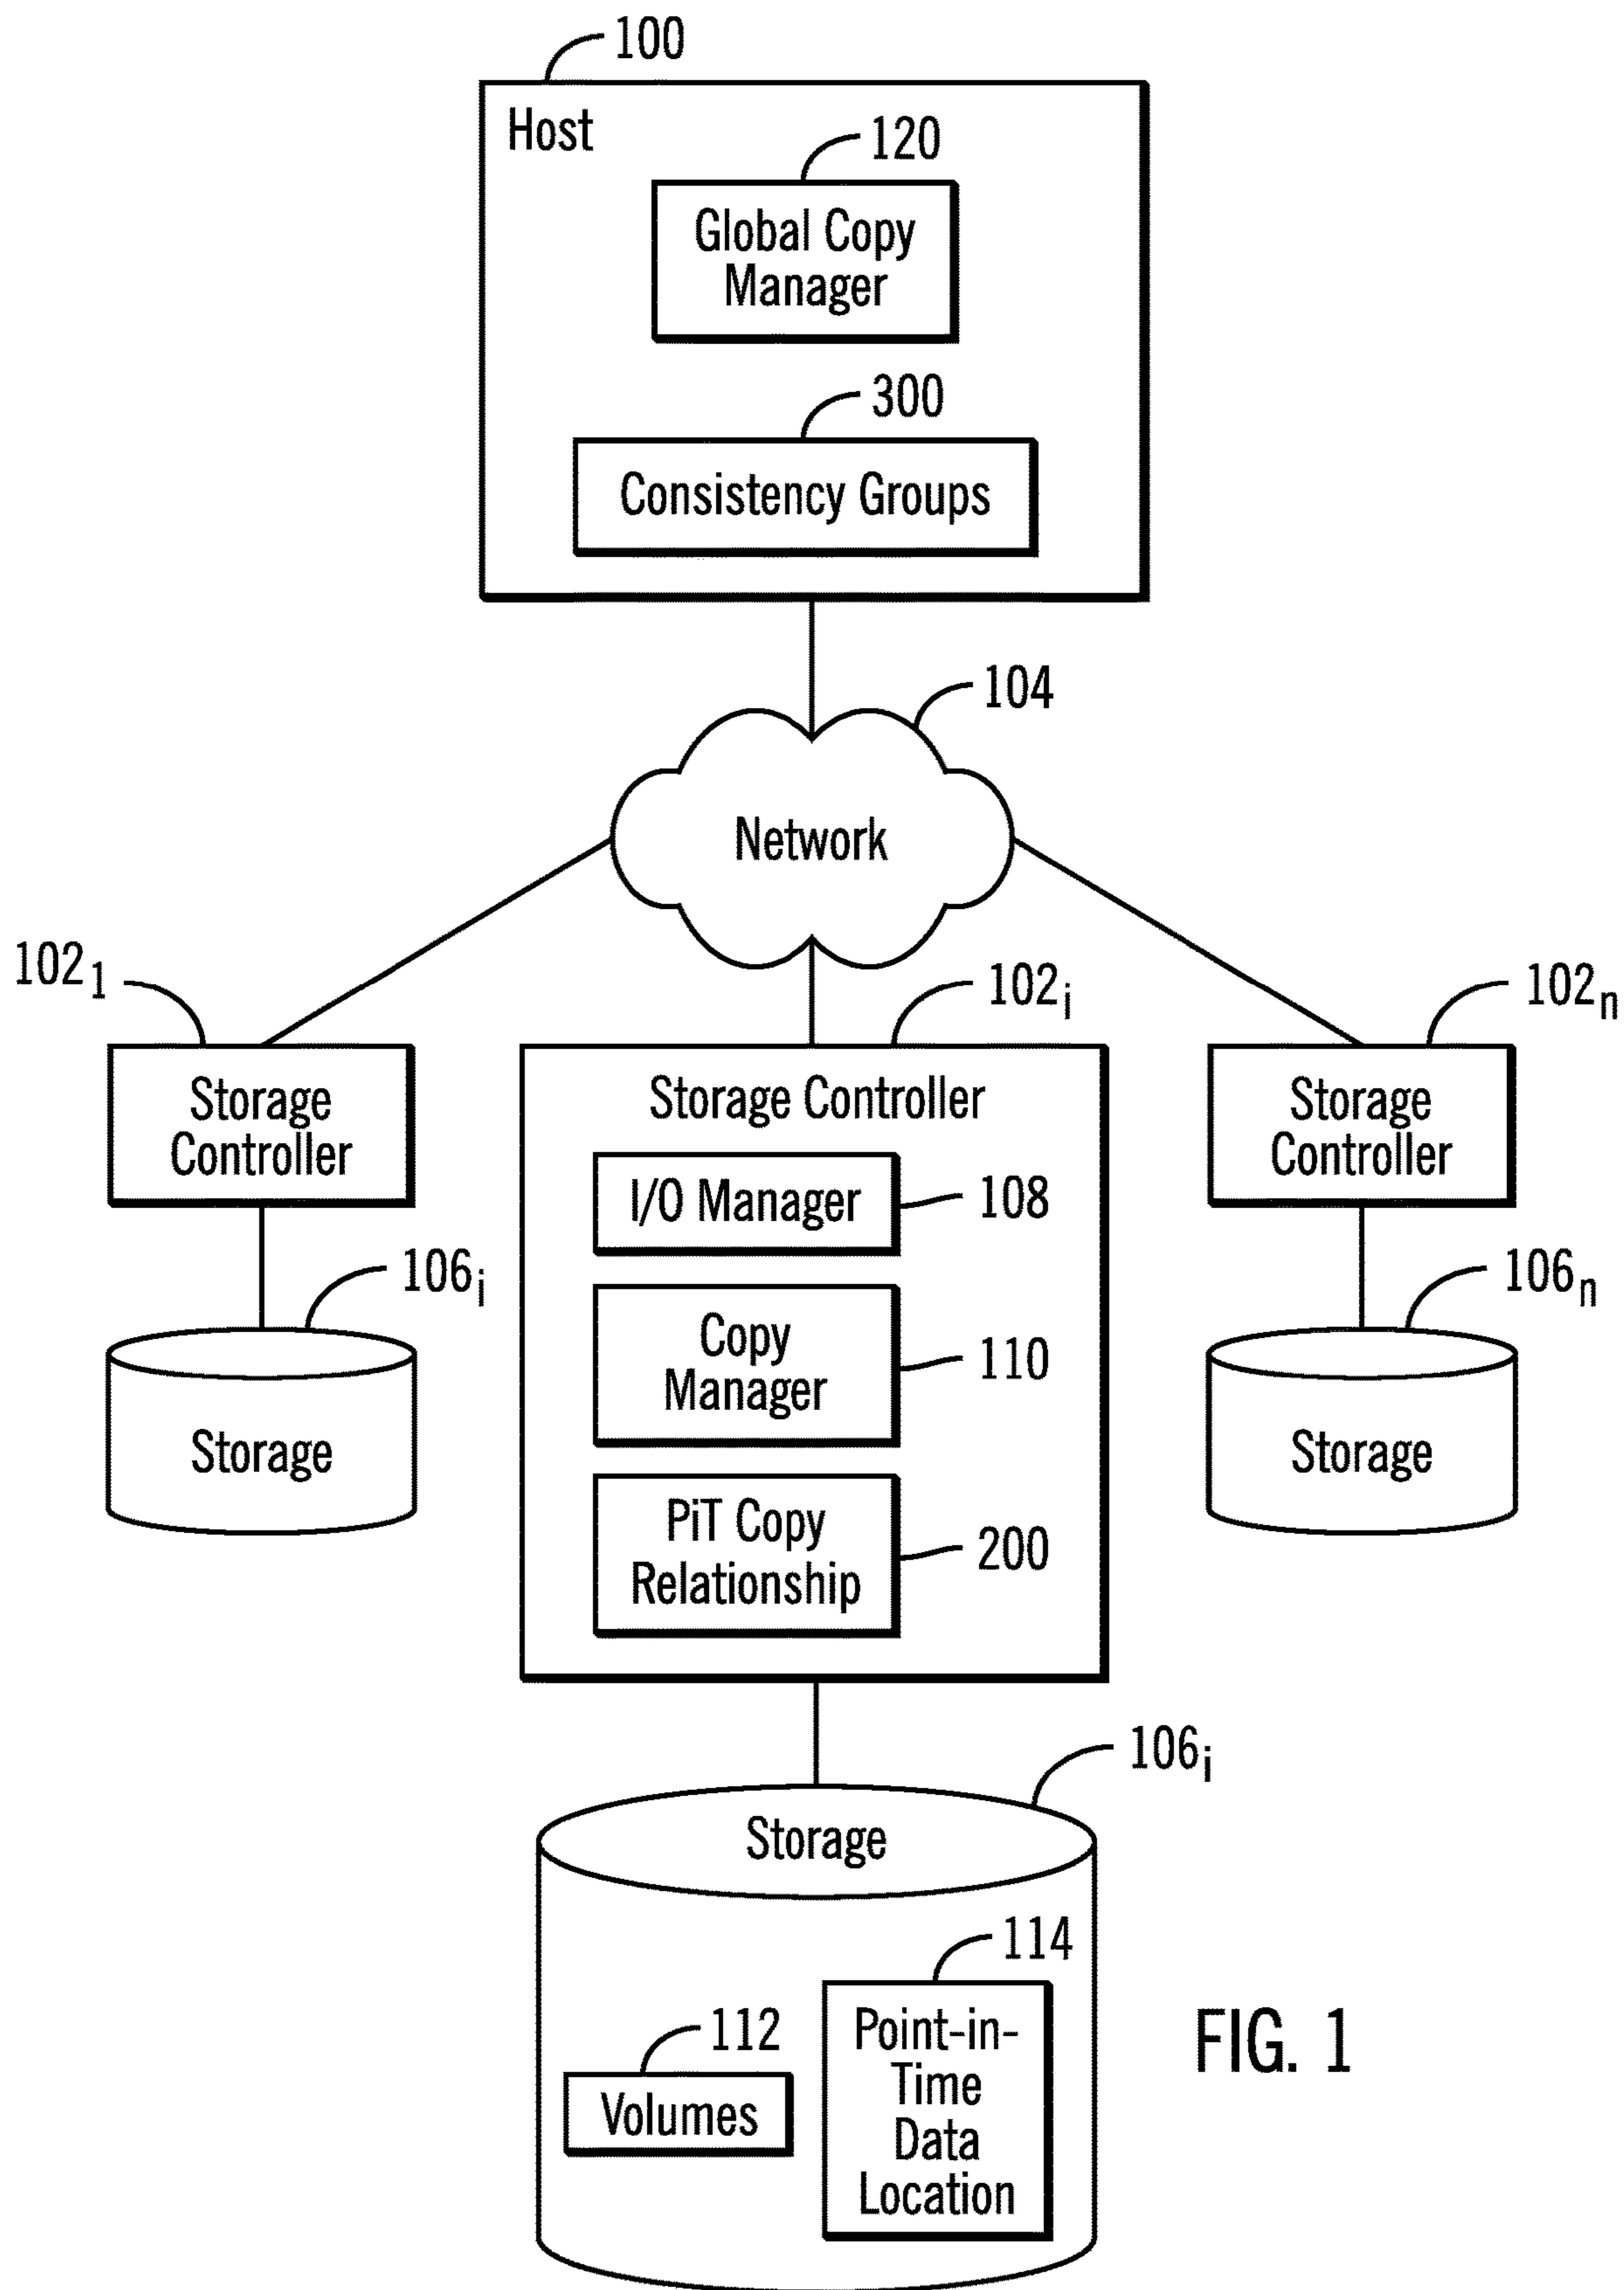 100
Host
120
Global Copy
Manager
300
Consistency Groups
104
Network
102₁
102ᵢ
102ₙ
Storage
Controller
Storage Controller
Storage
Controller
I/O Manager
108
106ᵢ
106ₙ
Copy
Manager
110
Storage
Storage
PiT Copy
Relationship
200
106ᵢ
Storage
114
112
Volumes
Point-in-
Time
Data
Location
FIG. 1